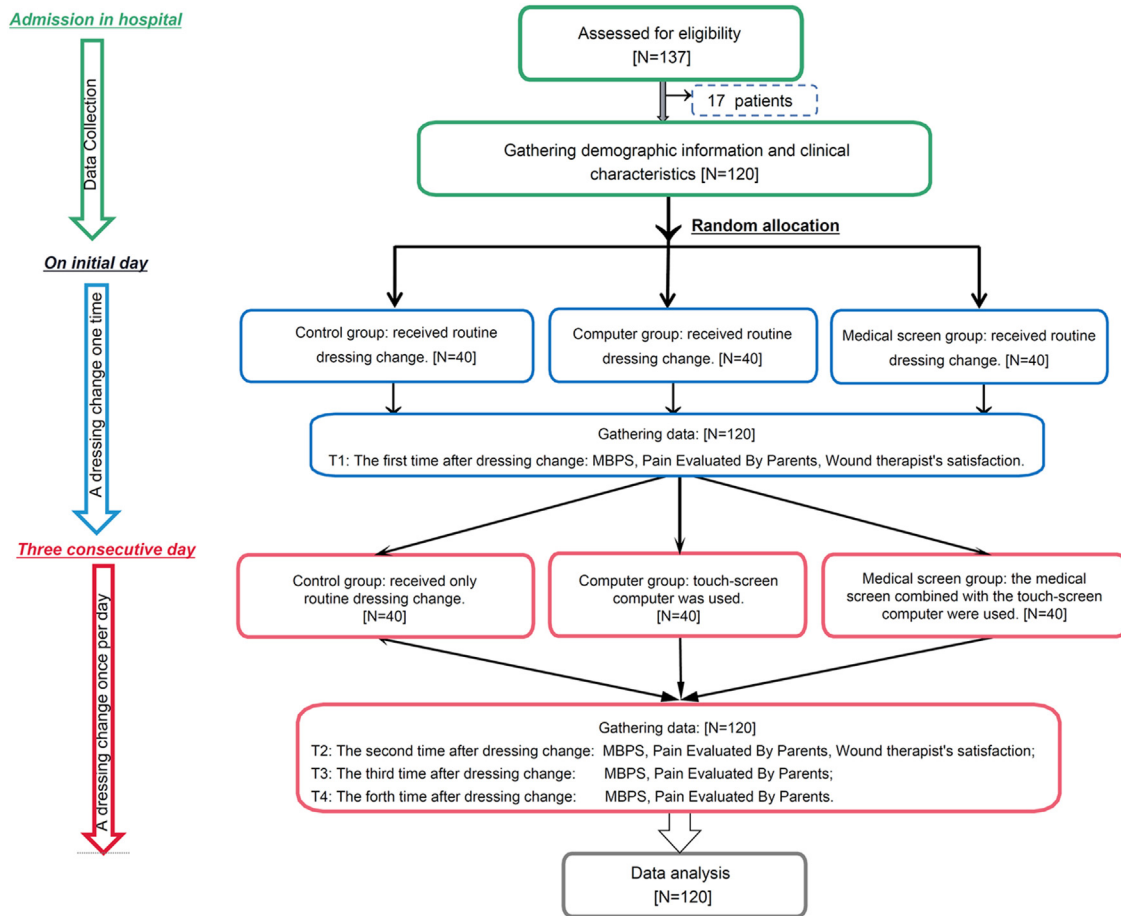 Admission in hospital
Data Collection
On initial day
A dressing change one time
Three consecutive day
A dressing change once per day
Assessed for eligibility
[N=137]
17 patients
Gathering demographic information and clinical
characteristics [N=120]
Random allocation
Control group: received routine
dressing change. [N=40]
Computer group: received routine
dressing change. [N=40]
Medical screen group: received routine
dressing change. [N=40]
Gathering data: [N=120]
T1: The first time after dressing change: MBPS, Pain Evaluated By Parents, Wound therapist's satisfaction.
Control group: received only
routine dressing change.
[N=40]
Computer group: touch-screen
computer was used.
[N=40]
Medical screen group: the medical
screen combined with the touch-screen
computer were used. [N=40]
Gathering data: [N=120]
T2: The second time after dressing change: MBPS, Pain Evaluated By Parents, Wound therapist's satisfaction;
T3: The third time after dressing change: MBPS, Pain Evaluated By Parents;
T4: The forth time after dressing change: MBPS, Pain Evaluated By Parents.
Data analysis
[N=120]